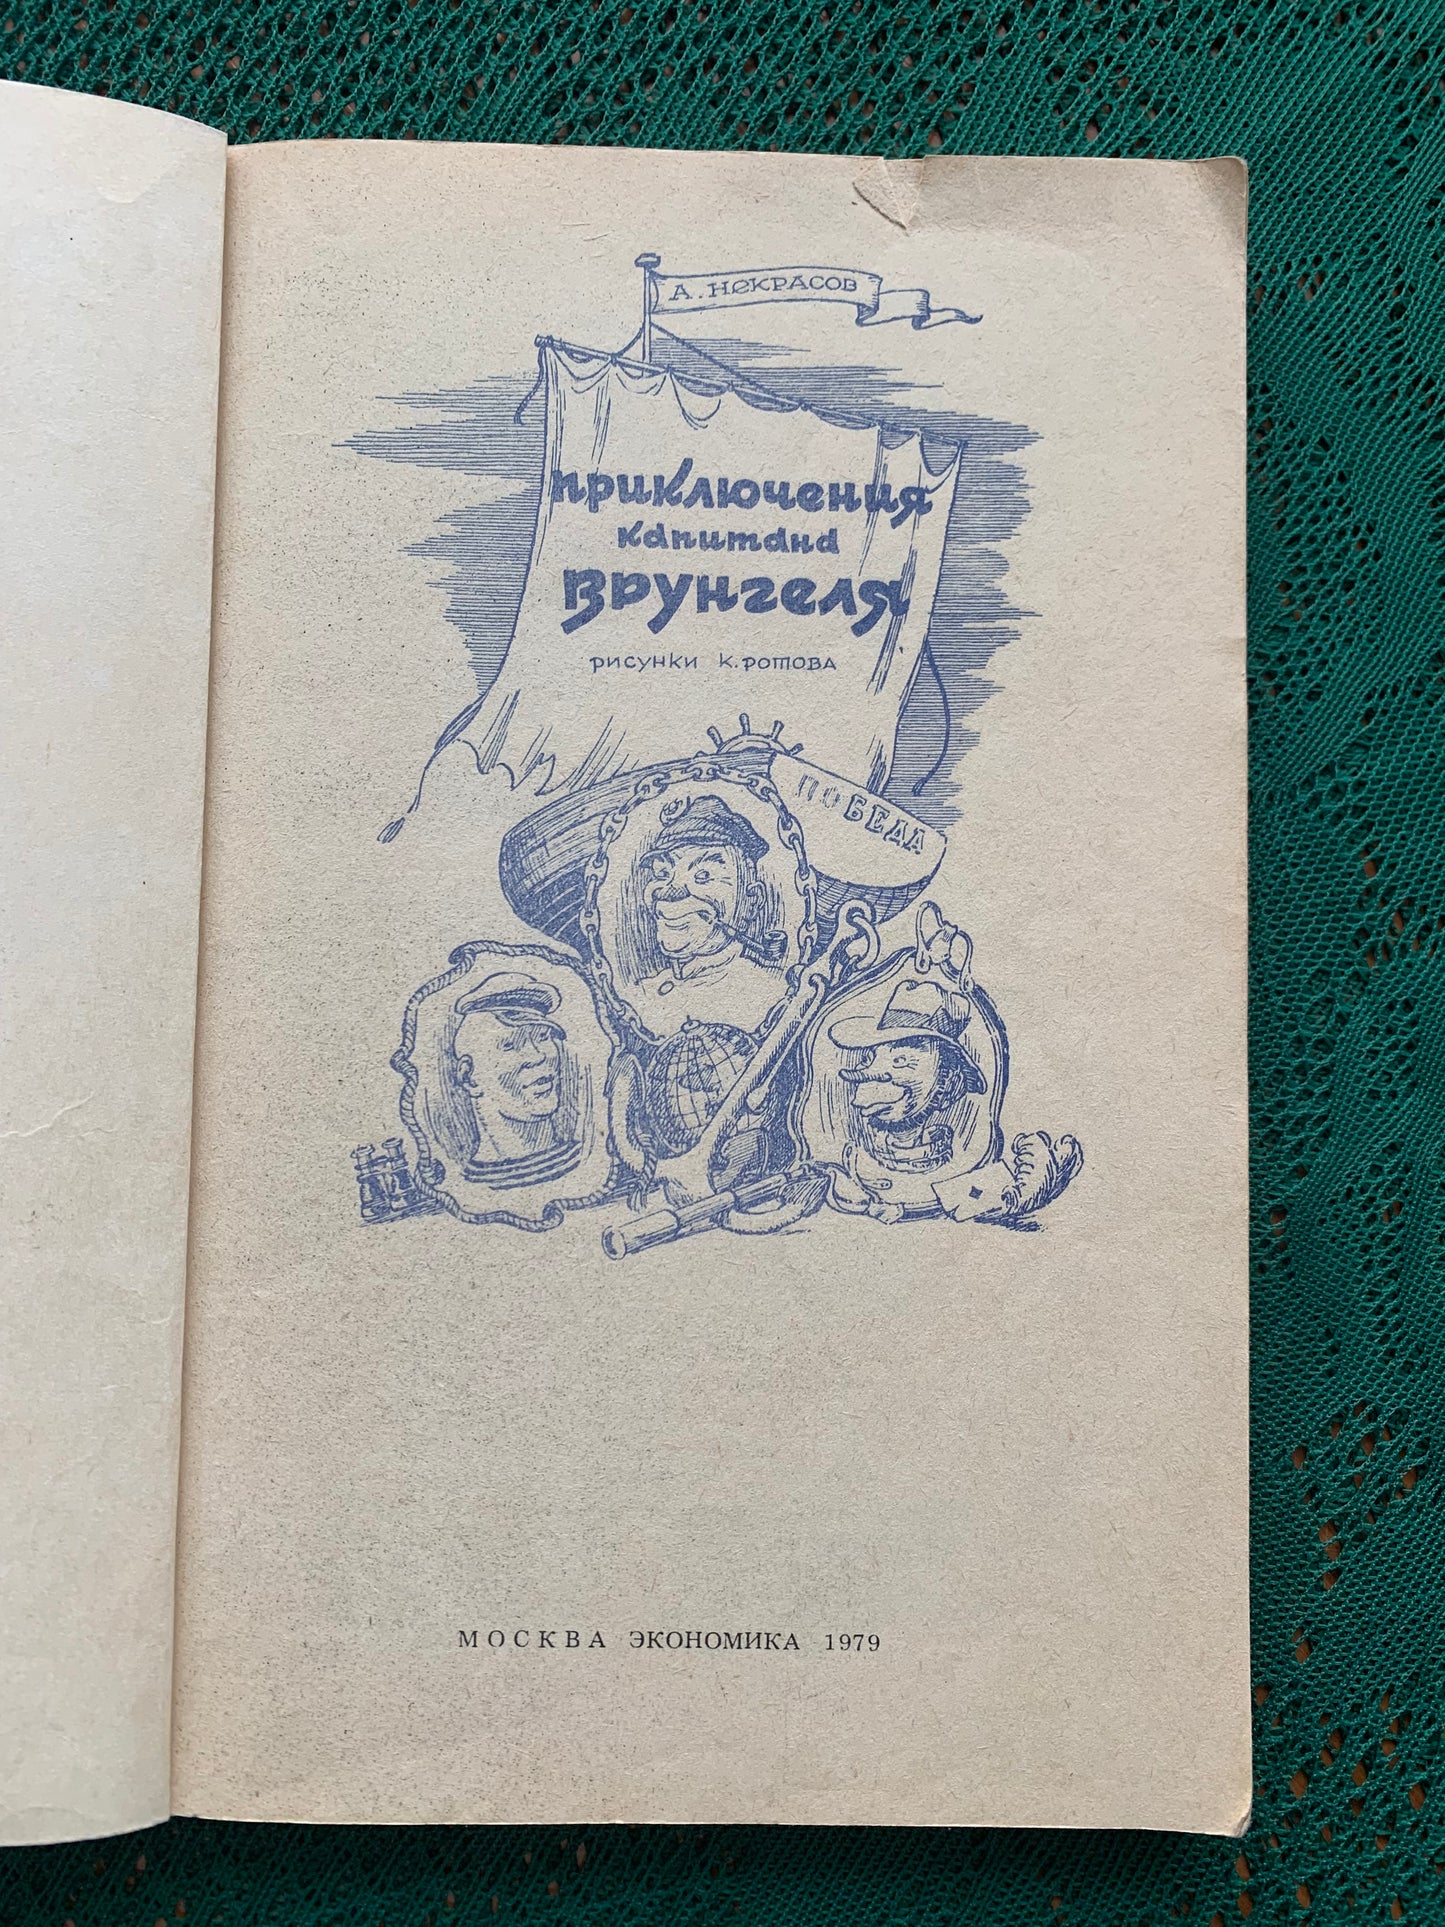 А. НЕКРАСОВ
ПРИКЛЮЧЕНИЯ
КАПИТАНА
ВРУНГЕЛЯ
РИСУНКИ К. РОТОВА
ПОБЕДА
МОСКВА ЭКОНОМИКА 1979